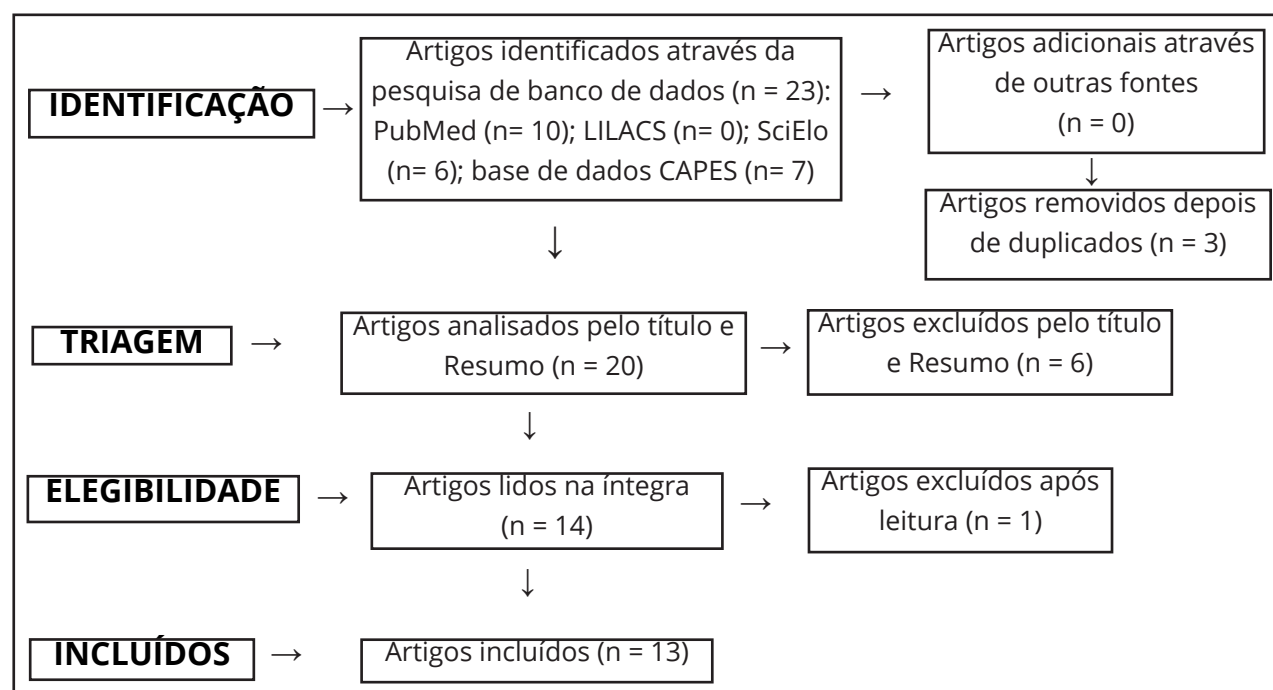 IDENTIFICAÇÃO →
Artigos identificados através da
pesquisa de banco de dados (n = 23):
PubMed (n= 10); LILACS (n= 0); SciElo
(n= 6); base de dados CAPES (n= 7)
→
Artigos adicionais através
de outras fontes
(n = 0)
↓
Artigos removidos depois
de duplicados (n = 3)
↓
TRIAGEM →
Artigos analisados pelo título e
Resumo (n = 20)
→
Artigos excluídos pelo título
e Resumo (n = 6)
↓
ELEGIBILIDADE →
Artigos lidos na íntegra
(n = 14)
→
Artigos excluídos após
leitura (n = 1)
↓
INCLUÍDOS →
Artigos incluídos (n = 13)